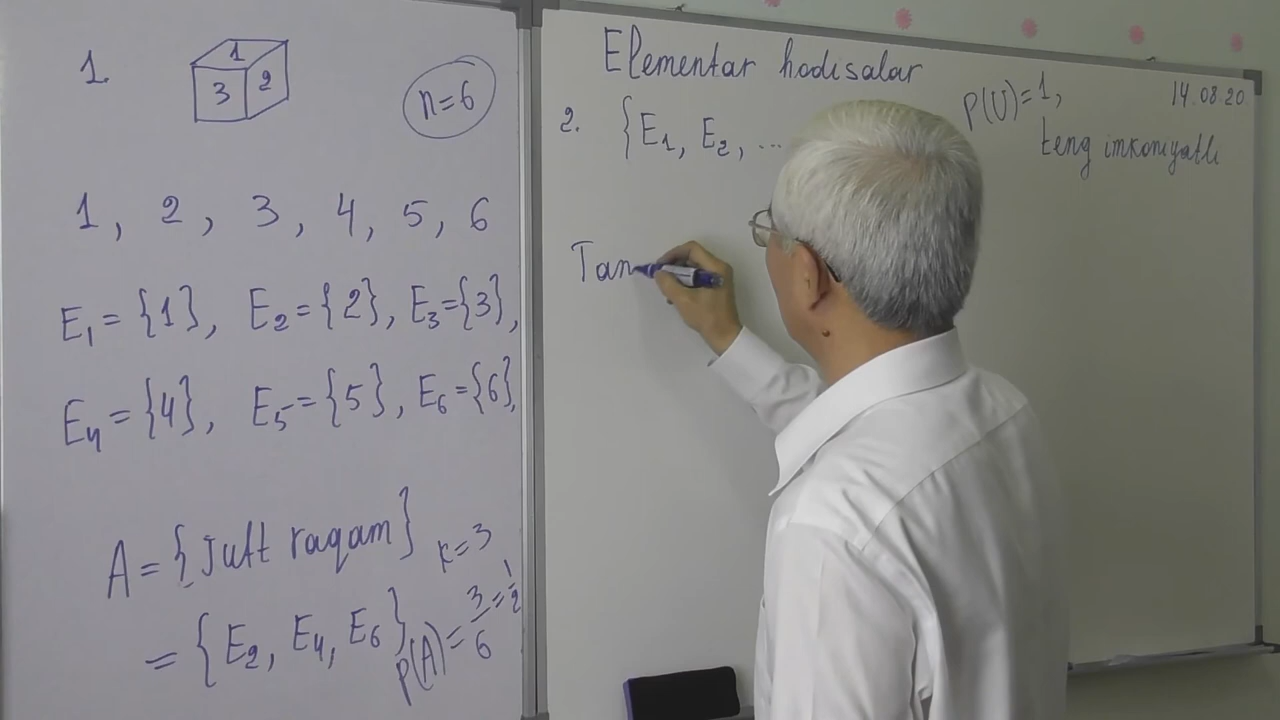 1.
1
3 2
n=6
1, 2, 3, 4, 5, 6
E₁ = {1}, E₂ = {2}, E₃ = {3},
E₄ = {4}, E₅ = {5}, E₆ = {6},
A = {Juft raqam} K=3
= {E₂, E₄, E₆} P(A) = 3/6 = 1/2
Elementar hodisalar
14.08.20
2. {E₁, E₂, ... P(U)=1,
teng imkoniyatli
Tan